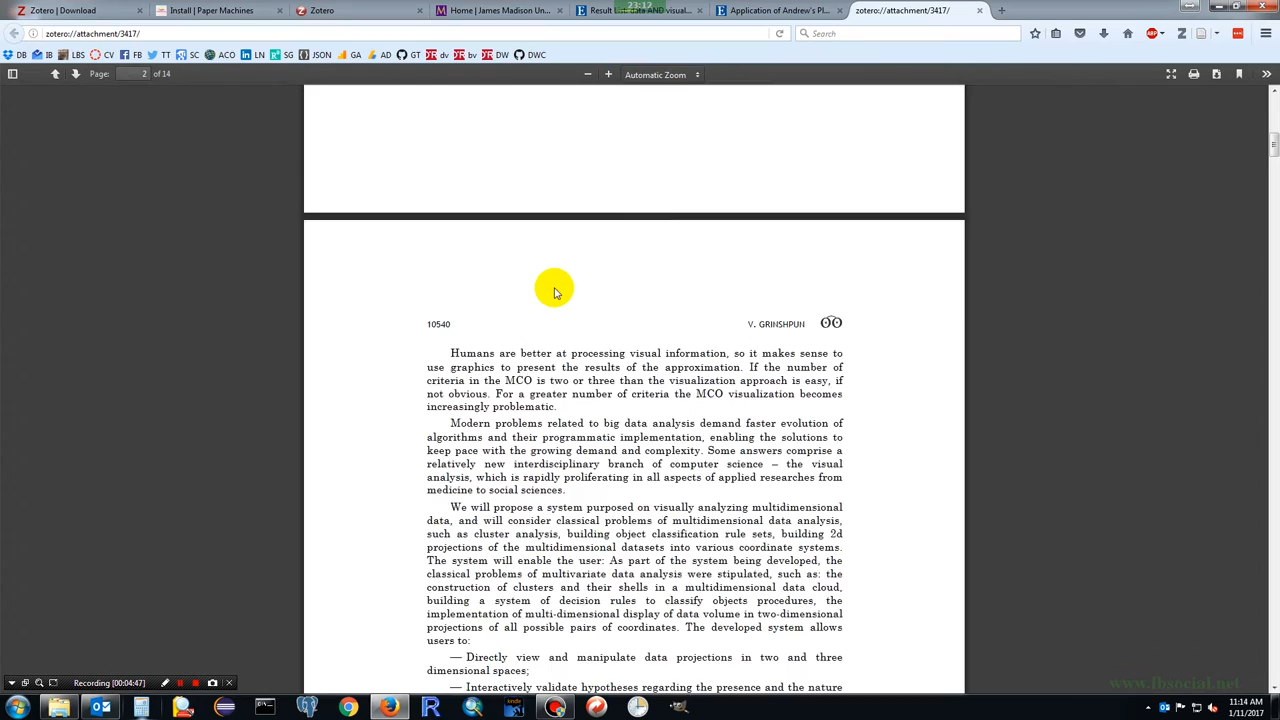 23:12
Zotero | Download
Install | Paper Machines
Zotero
Home | James Madison Un...
Application of Andrew's Pl...
zotero://attachment/3417/
zotero://attachment/3417/
Search
DB
IB
LBS
CV
FB
TT
SC
ACO
LN
SG
JSON
GA
AD
GT
dv
bv
DW
DWC
Page: 2 of 14
Automatic Zoom
10540
V. GRINSHPUN
Humans are better at processing visual information, so it makes sense to
use graphics to present the results of the approximation. If the number of
criteria in the MCO is two or three than the visualization approach is easy, if
not obvious. For a greater number of criteria the MCO visualization becomes
increasingly problematic.
Modern problems related to big data analysis demand faster evolution of
algorithms and their programmatic implementation, enabling the solutions to
keep pace with the growing demand and complexity. Some answers comprise a
relatively new interdisciplinary branch of computer science – the visual
analysis, which is rapidly proliferating in all aspects of applied researches from
medicine to social sciences.
We will propose a system purposed on visually analyzing multidimensional
data, and will consider classical problems of multidimensional data analysis,
such as cluster analysis, building object classification rule sets, building 2d
projections of the multidimensional datasets into various coordinate systems.
The system will enable the user: As part of the system being developed, the
classical problems of multivariate data analysis were stipulated, such as: the
construction of clusters and their shells in a multidimensional data cloud,
building a system of decision rules to classify objects procedures, the
implementation of multi-dimensional display of data volume in two-dimensional
projections of all possible pairs of coordinates. The developed system allows
users to:
— Directly view and manipulate data projections in two and three
dimensional spaces;
— Interactively validate hypotheses regarding the presence and the nature
Recording [00:04:47]
www.lbsocial.net
11:14 AM
1/11/2017